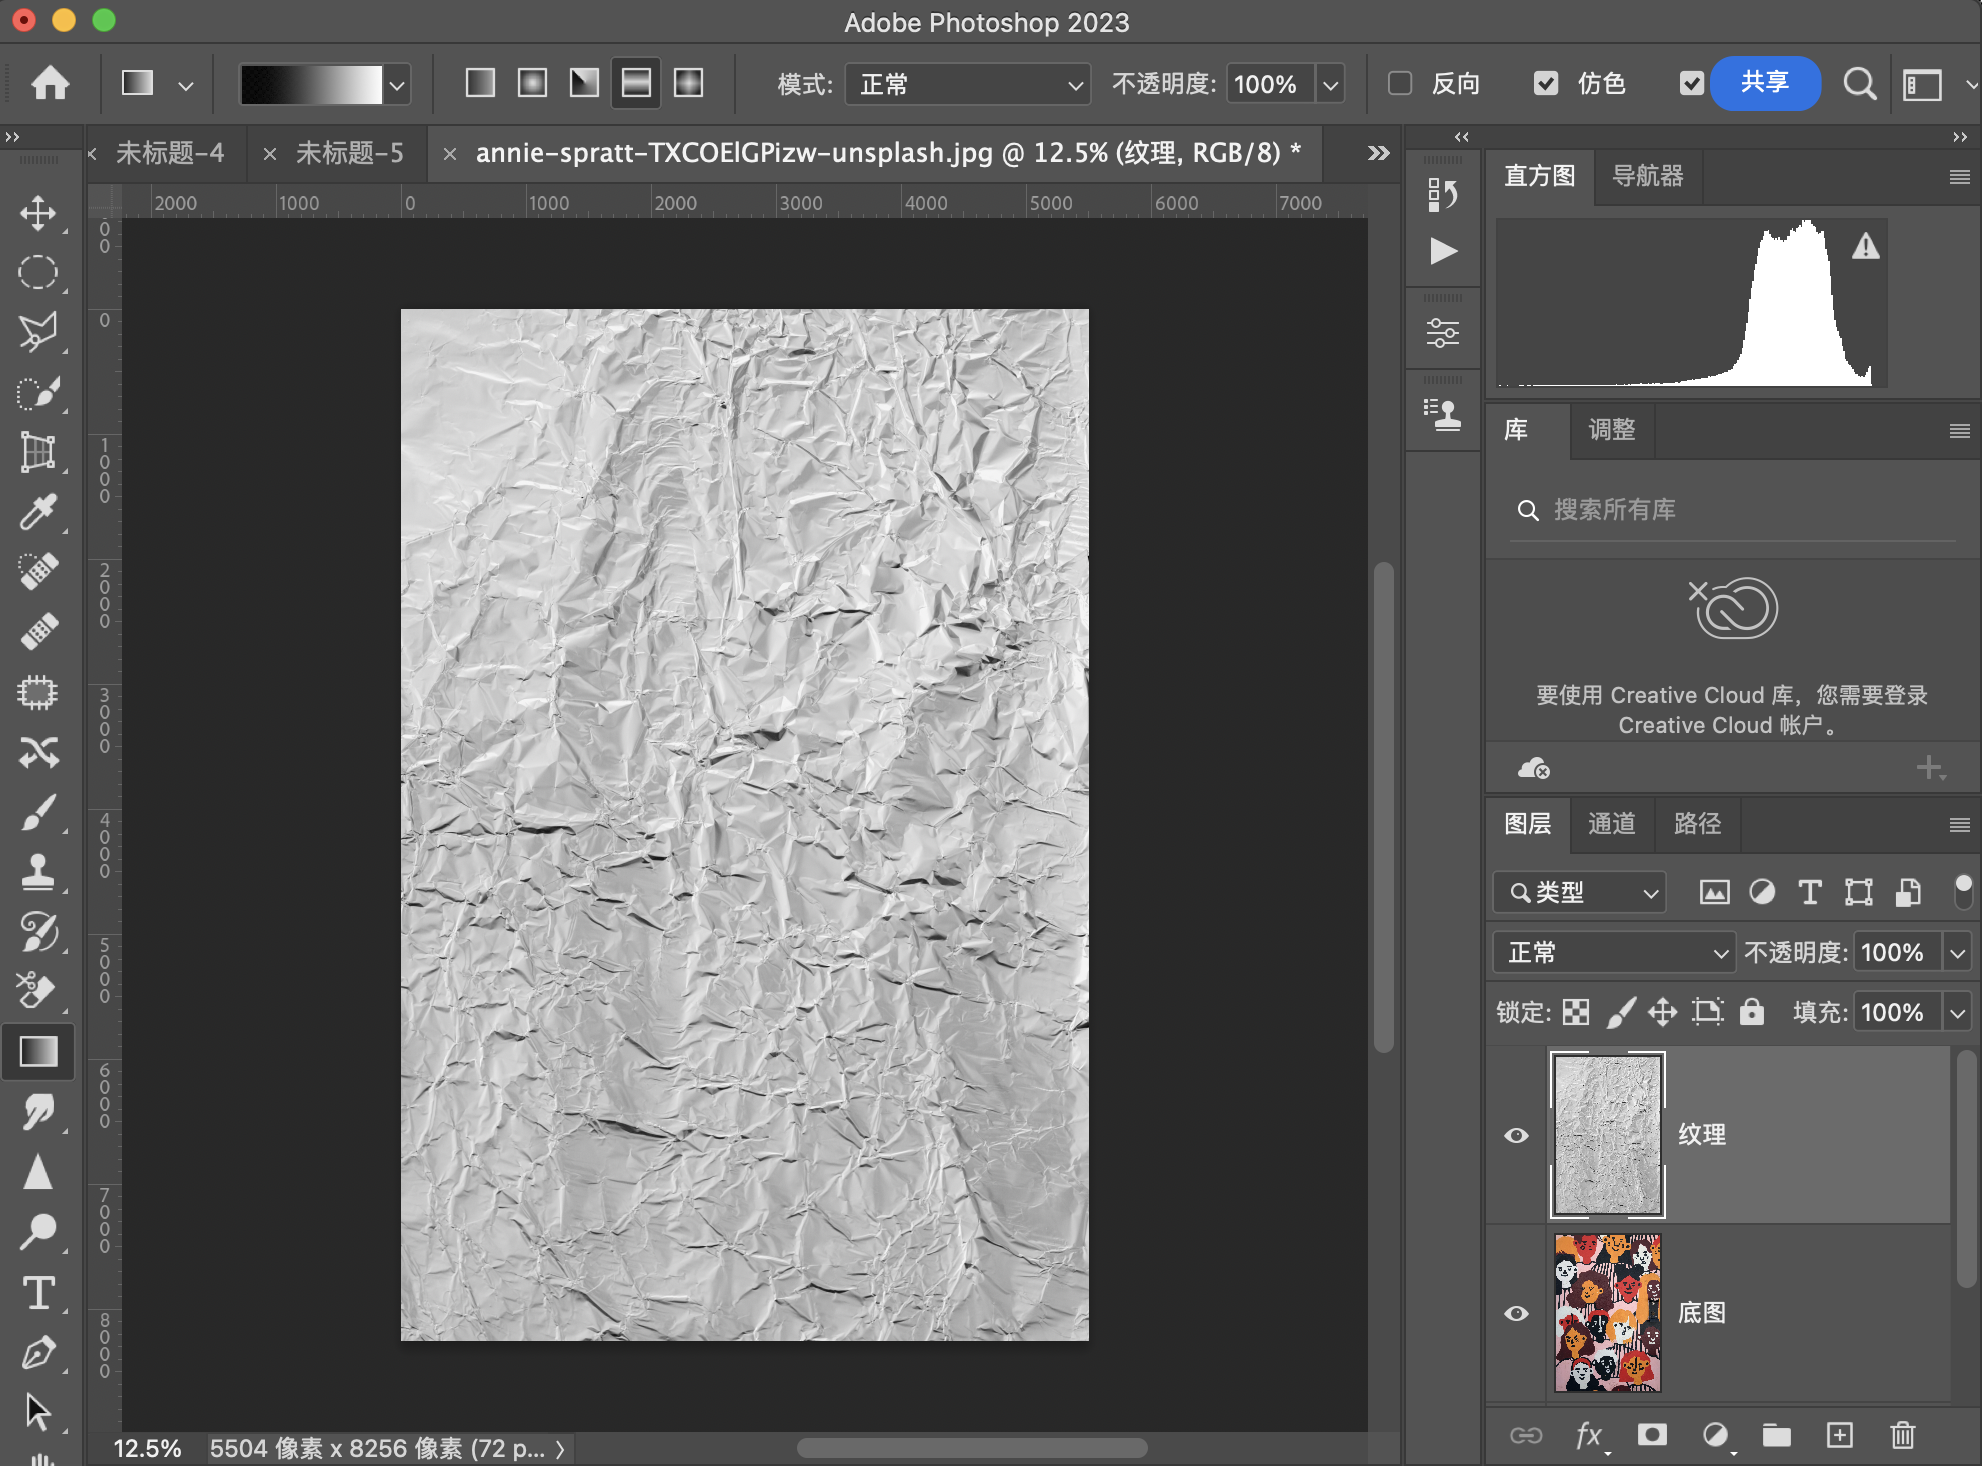 Adobe Photoshop 2023
模式: 正常 不透明度: 100% 反向 仿色 共享
未标题-4 未标题-5 annie-spratt-TXCOElGPizw-unsplash.jpg @ 12.5% (纹理, RGB/8) *
2000 1000 0 1000 2000 3000 4000 5000 6000 7000
00
0
1000
2000
3000
4000
5000
6000
7000
8000
直方图 导航器
库 调整
搜索所有库
要使用 Creative Cloud 库，您需要登录
Creative Cloud 帐户。
图层 通道 路径
类型
正常 不透明度: 100%
锁定: 填充: 100%
纹理
底图
fx
12.5% 5504 像素 x 8256 像素 (72 p...